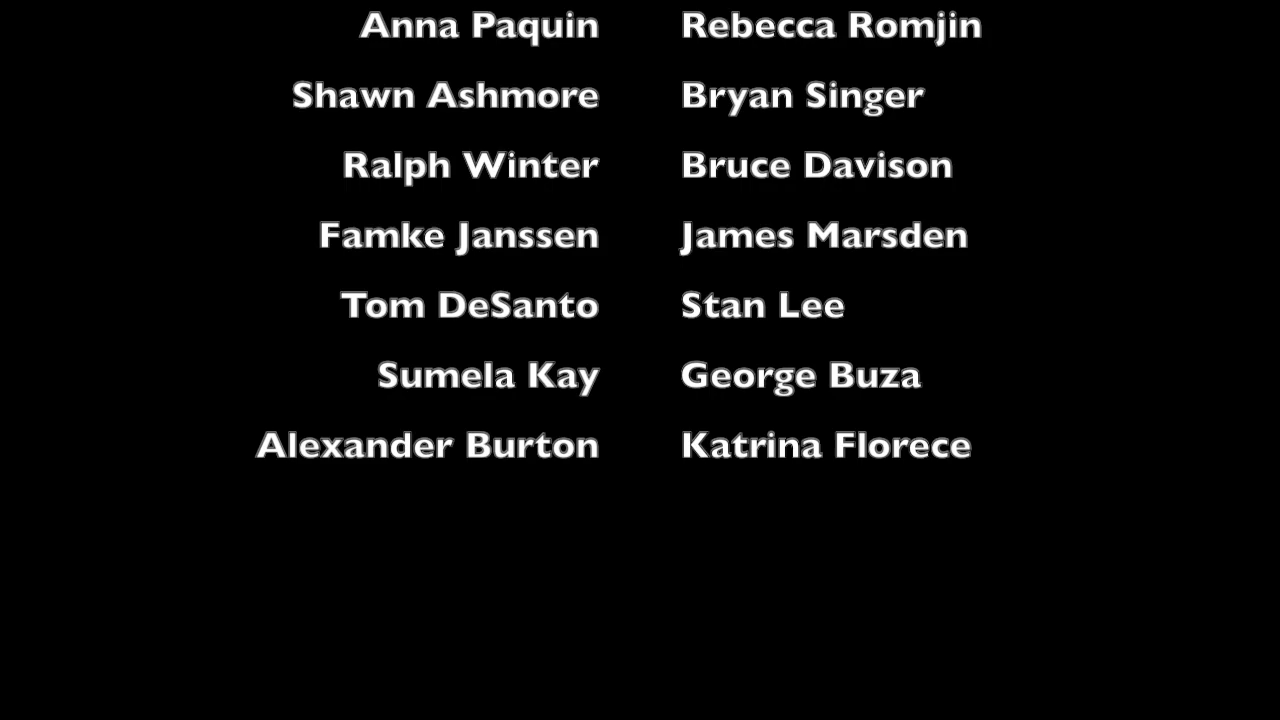 Anna Paquin Rebecca Romjin
Shawn Ashmore Bryan Singer
Ralph Winter Bruce Davison
Famke Janssen James Marsden
Tom DeSanto Stan Lee
Sumela Kay George Buza
Alexander Burton Katrina Florece